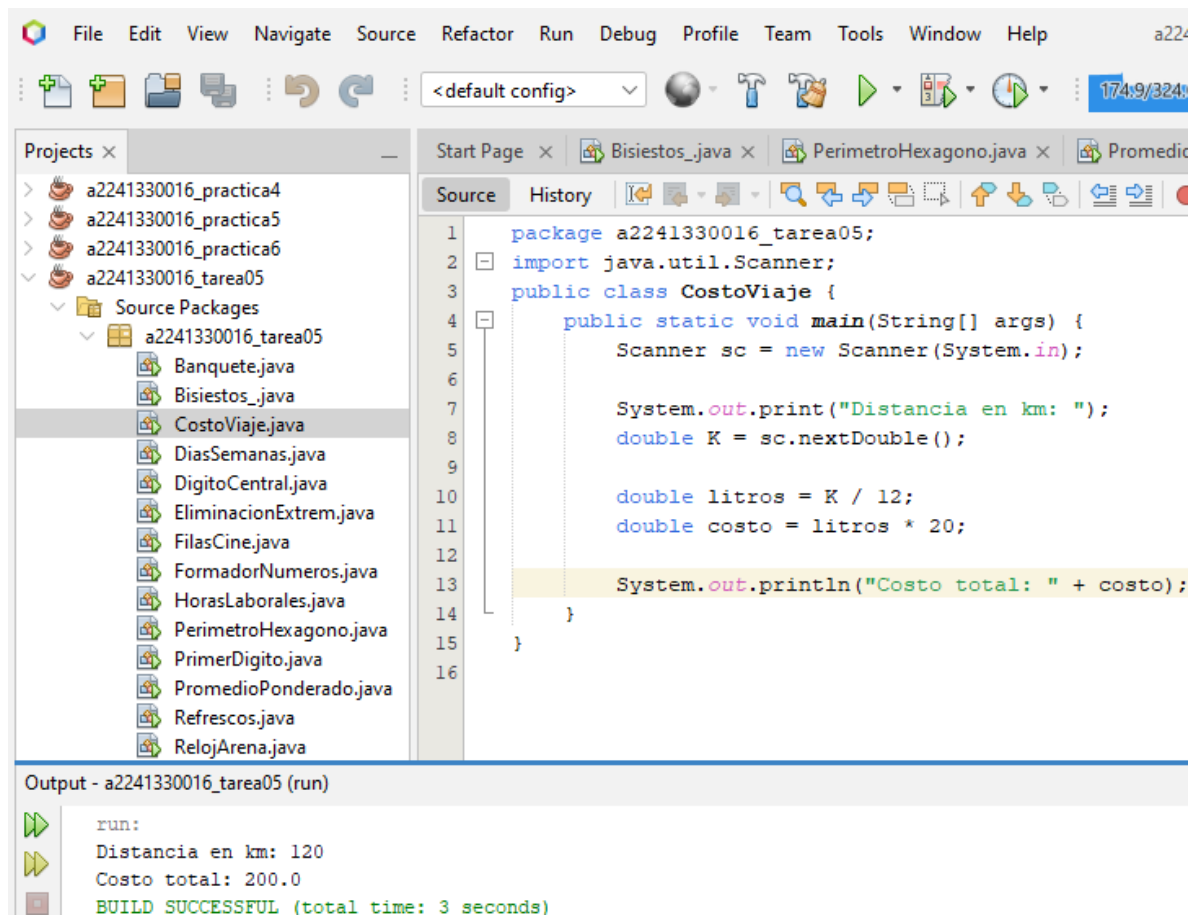 File Edit View Navigate Source Refactor Run Debug Profile Team Tools Window Help a224
<default config> 174.9/324.
Projects
Start Page Bisiestos_.java PerimetroHexagono.java Promedio
a2241330016_practica4
a2241330016_practica5
a2241330016_practica6
a2241330016_tarea05
Source Packages
a2241330016_tarea05
Banquete.java
Bisiestos_.java
CostoViaje.java
DiasSemanas.java
DigitoCentral.java
EliminacionExtrem.java
FilasCine.java
FormadorNumeros.java
HorasLaborales.java
PerimetroHexagono.java
PrimerDigito.java
PromedioPonderado.java
Refrescos.java
RelojArena.java
Source History
1 package a2241330016_tarea05;
2 import java.util.Scanner;
3 public class CostoViaje {
4 public static void main(String[] args) {
5 Scanner sc = new Scanner(System.in);
6
7 System.out.print("Distancia en km: ");
8 double K = sc.nextDouble();
9
10 double litros = K / 12;
11 double costo = litros * 20;
12
13 System.out.println("Costo total: " + costo);
14 }
15 }
16
Output - a2241330016_tarea05 (run)
run:
Distancia en km: 120
Costo total: 200.0
BUILD SUCCESSFUL (total time: 3 seconds)